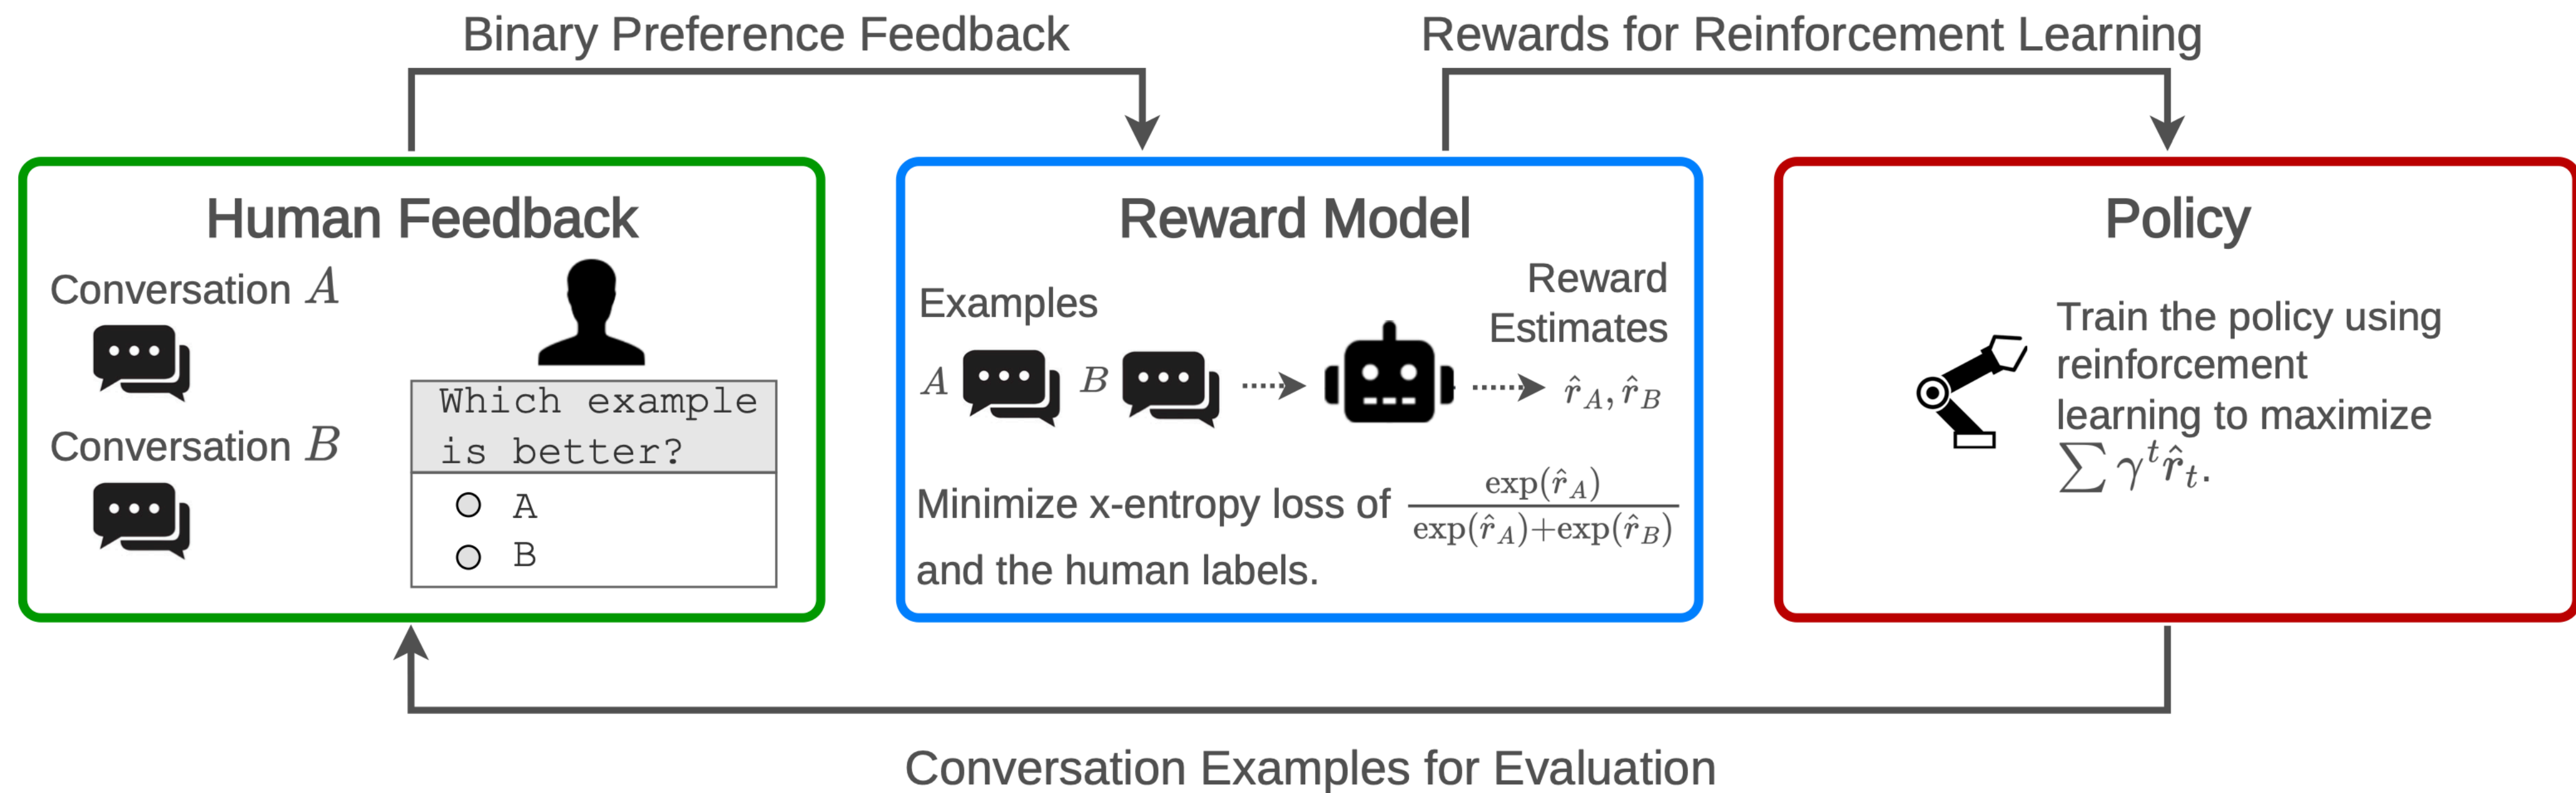 Binary Preference Feedback
Rewards for Reinforcement Learning
Human Feedback
Conversation A
Conversation B
Which example
is better?
A
B
Reward Model
Examples
A
B
Reward
Estimates
r̂_A, r̂_B
Minimize x-entropy loss of exp(r̂_A) / exp(r̂_A)+exp(r̂_B)
and the human labels.
Policy
Train the policy using
reinforcement
learning to maximize
∑ γ^t r̂_t.
Conversation Examples for Evaluation